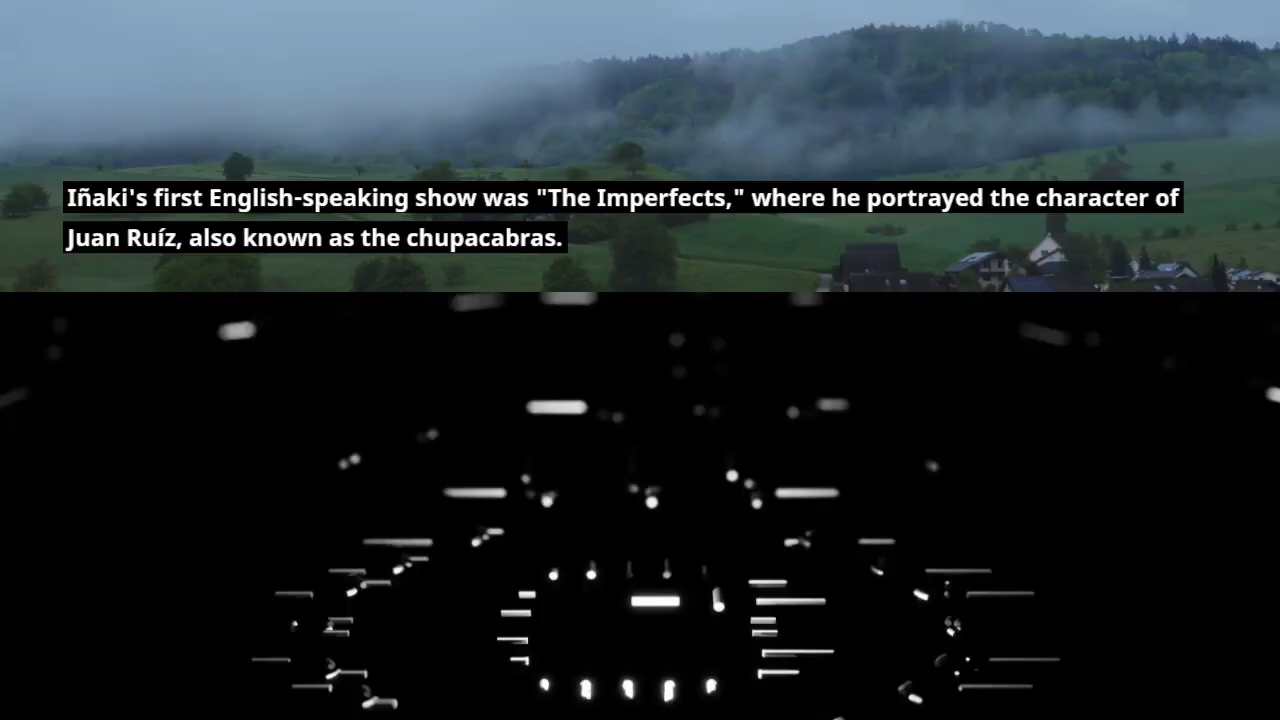 Iñaki's first English-speaking show was "The Imperfects," where he portrayed the character of
Juan Ruíz, also known as the chupacabras.